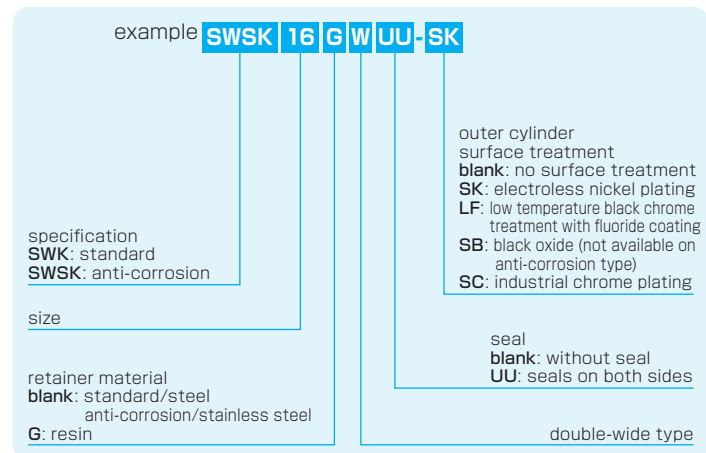 example SWSK 16 G W UU - SK
outer cylinder
surface treatment
blank: no surface treatment
SK: electroless nickel plating
LF: low temperature black chrome
treatment with fluoride coating
SB: black oxide (not available on
anti-corrosion type)
SC: industrial chrome plating
specification
SWK: standard
SWSK: anti-corrosion
size
seal
blank: without seal
UU: seals on both sides
retainer material
blank: standard/steel
anti-corrosion/stainless steel
G: resin
double-wide type